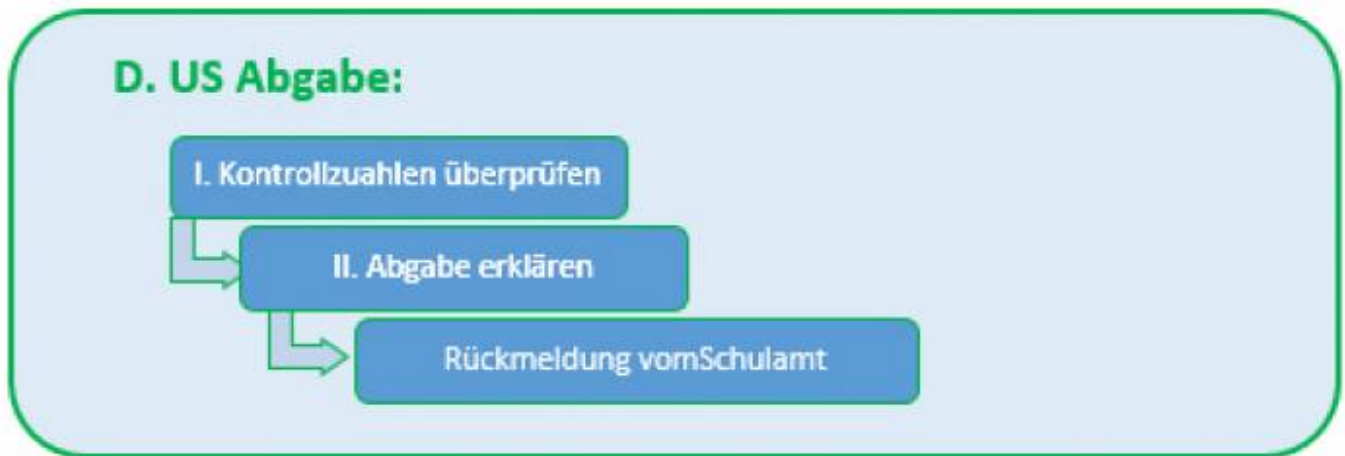 D. US Abgabe:
I. Kontrollzuahlen überprüfen
II. Abgabe erklären
Rückmeldung vomSchulamt